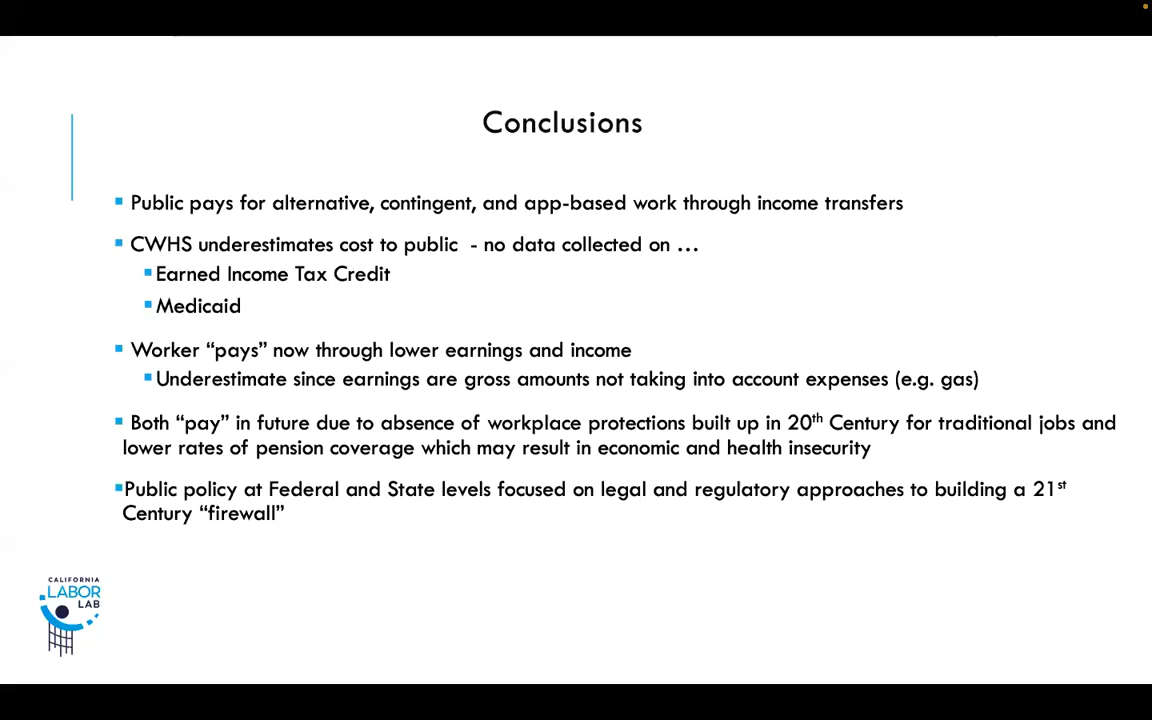 Conclusions
▪ Public pays for alternative, contingent, and app-based work through income transfers
▪ CWHS underestimates cost to public - no data collected on …
▪ Earned Income Tax Credit
▪ Medicaid
▪ Worker “pays” now through lower earnings and income
▪ Underestimate since earnings are gross amounts not taking into account expenses (e.g. gas)
▪ Both “pay” in future due to absence of workplace protections built up in 20th Century for traditional jobs and
lower rates of pension coverage which may result in economic and health insecurity
▪ Public policy at Federal and State levels focused on legal and regulatory approaches to building a 21st
Century “firewall”
CALIFORNIA
LABOR
LAB